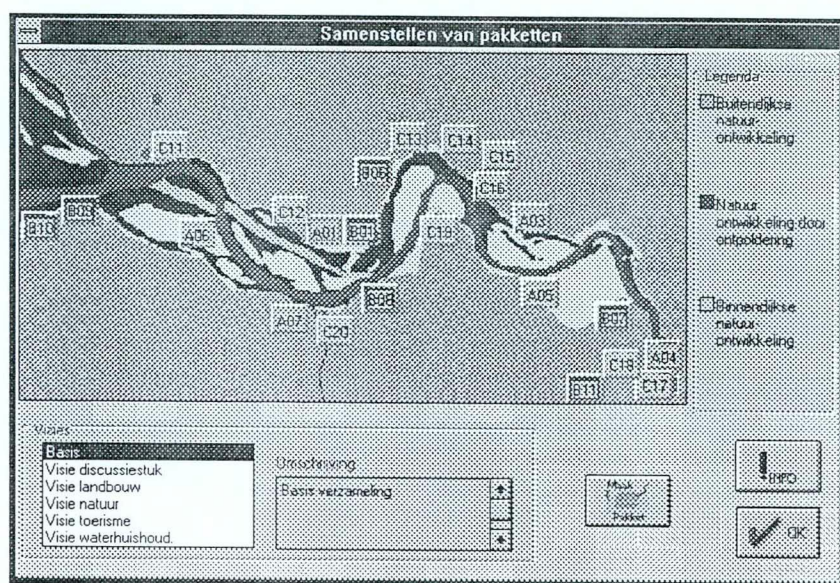 Samenstellen van pakketten
C11
B09
B10
A06
C12
A01
B01
A07
C20
B08
C13
C14
C15
C16
C19
A03
A05
B07
B11
C18
A04
C17
Legenda
Buitendijkse
natuur-
ontwikkeling
Natuur
ontwikkeling door
ontpoldering
Binnendijkse
natuur-
ontwikkeling
Visies
Basis
Visie discussiestuk
Visie landbouw
Visie natuur
Visie toerisme
Visie waterhuishoud.
Omschrijving
Basis verzameling
Maak
Pakket
INFO
OK